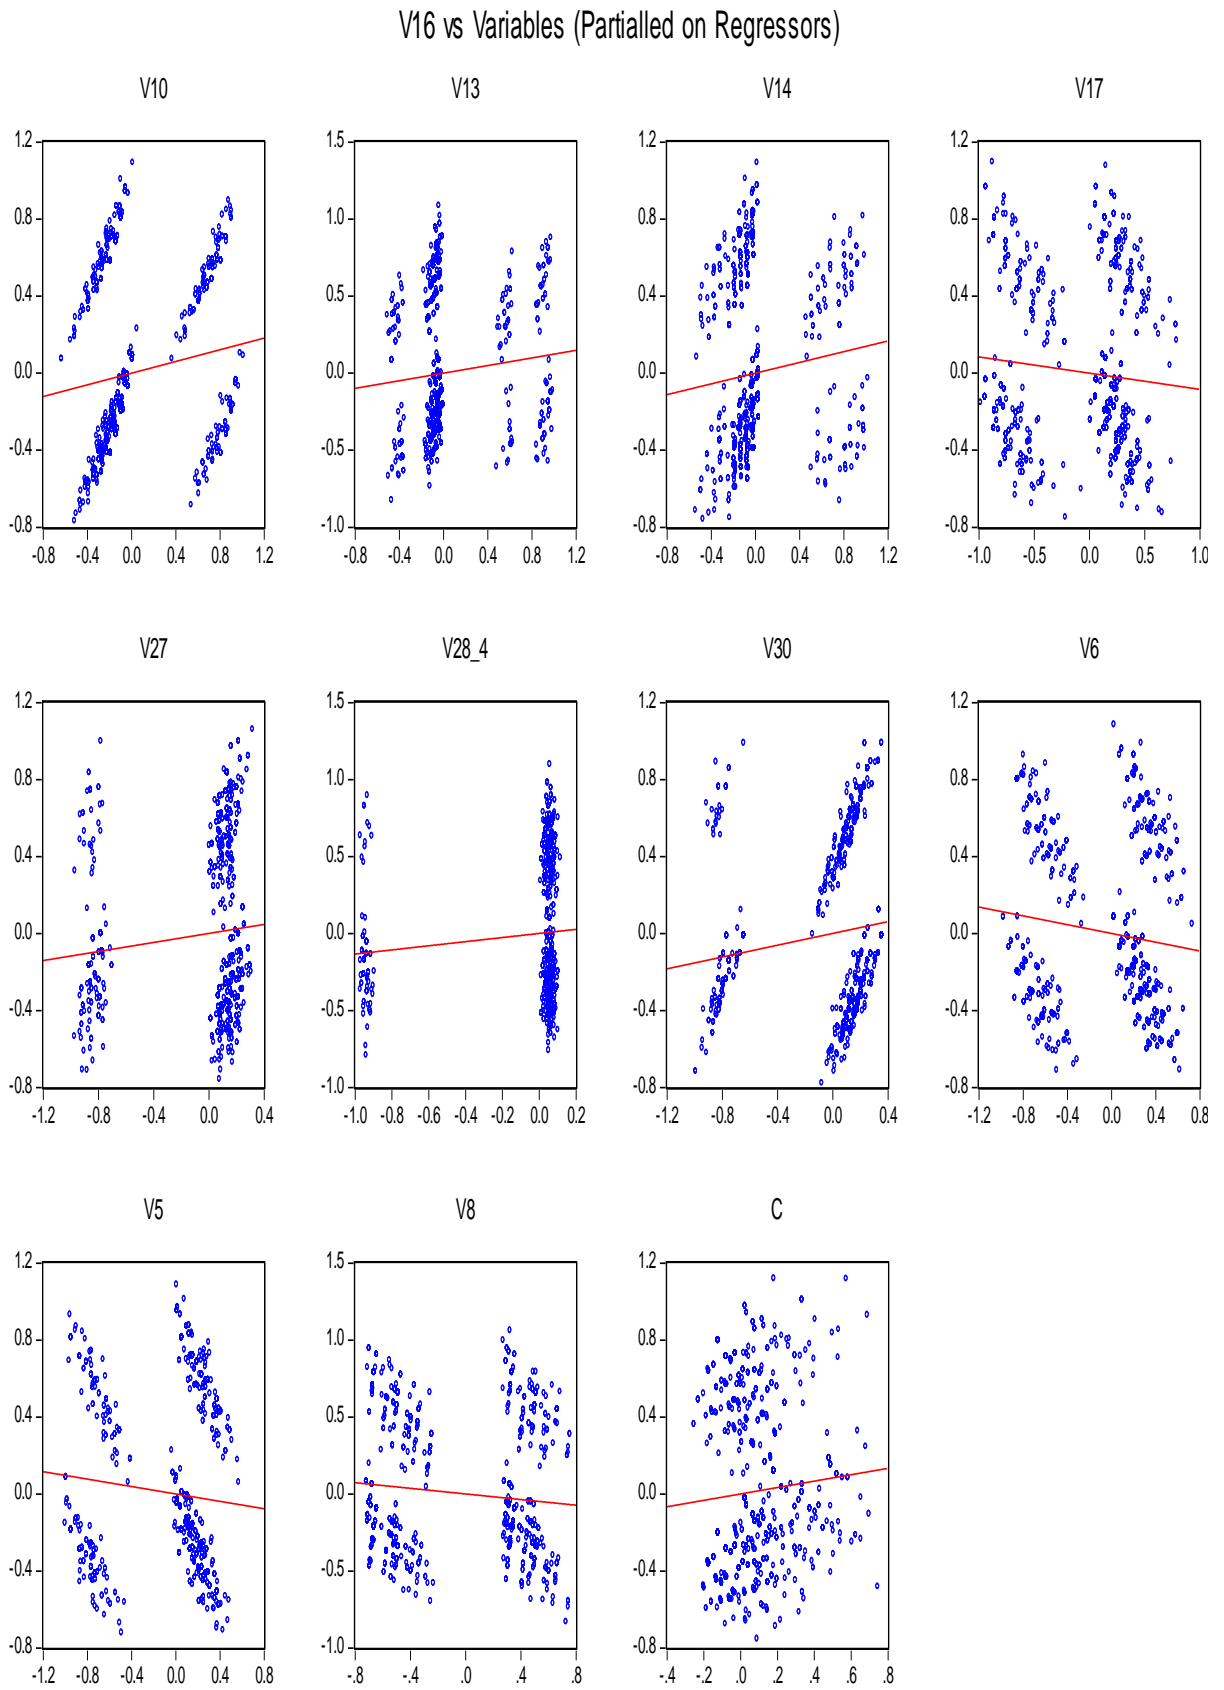 V16 vs Variables (Partialled on Regressors)
V10 V13 V14 V17
1.2 1.5 1.2 1.2
0.8 1.0 0.8 0.8
0.4 0.5 0.4 0.4
0.0 0.0 0.0 0.0
-0.4 -0.5 -0.4 -0.4
-0.8 -1.0 -0.8 -0.8
-0.8 -0.4 0.0 0.4 0.8 1.2 -0.8 -0.4 0.0 0.4 0.8 1.2 -0.8 -0.4 0.0 0.4 0.8 1.2 -1.0 -0.5 0.0 0.5 1.0
V27 V28_4 V30 V6
1.2 1.5 1.2 1.2
0.8 1.0 0.8 0.8
0.4 0.5 0.4 0.4
0.0 0.0 0.0 0.0
-0.4 -0.5 -0.4 -0.4
-0.8 -1.0 -0.8 -0.8
-1.2 -0.8 -0.4 0.0 0.4 -1.0 -0.8 -0.6 -0.4 -0.2 0.0 0.2 -1.2 -0.8 -0.4 0.0 0.4 -1.2 -0.8 -0.4 0.0 0.4 0.8
V5 V8 C
1.2 1.5 1.2
0.8 1.0 0.8
0.4 0.5 0.4
0.0 0.0 0.0
-0.4 -0.5 -0.4
-0.8 -1.0 -0.8
-1.2 -0.8 -0.4 0.0 0.4 0.8 -.8 -.4 .0 .4 .8 -.4 -.2 .0 .2 .4 .6 .8